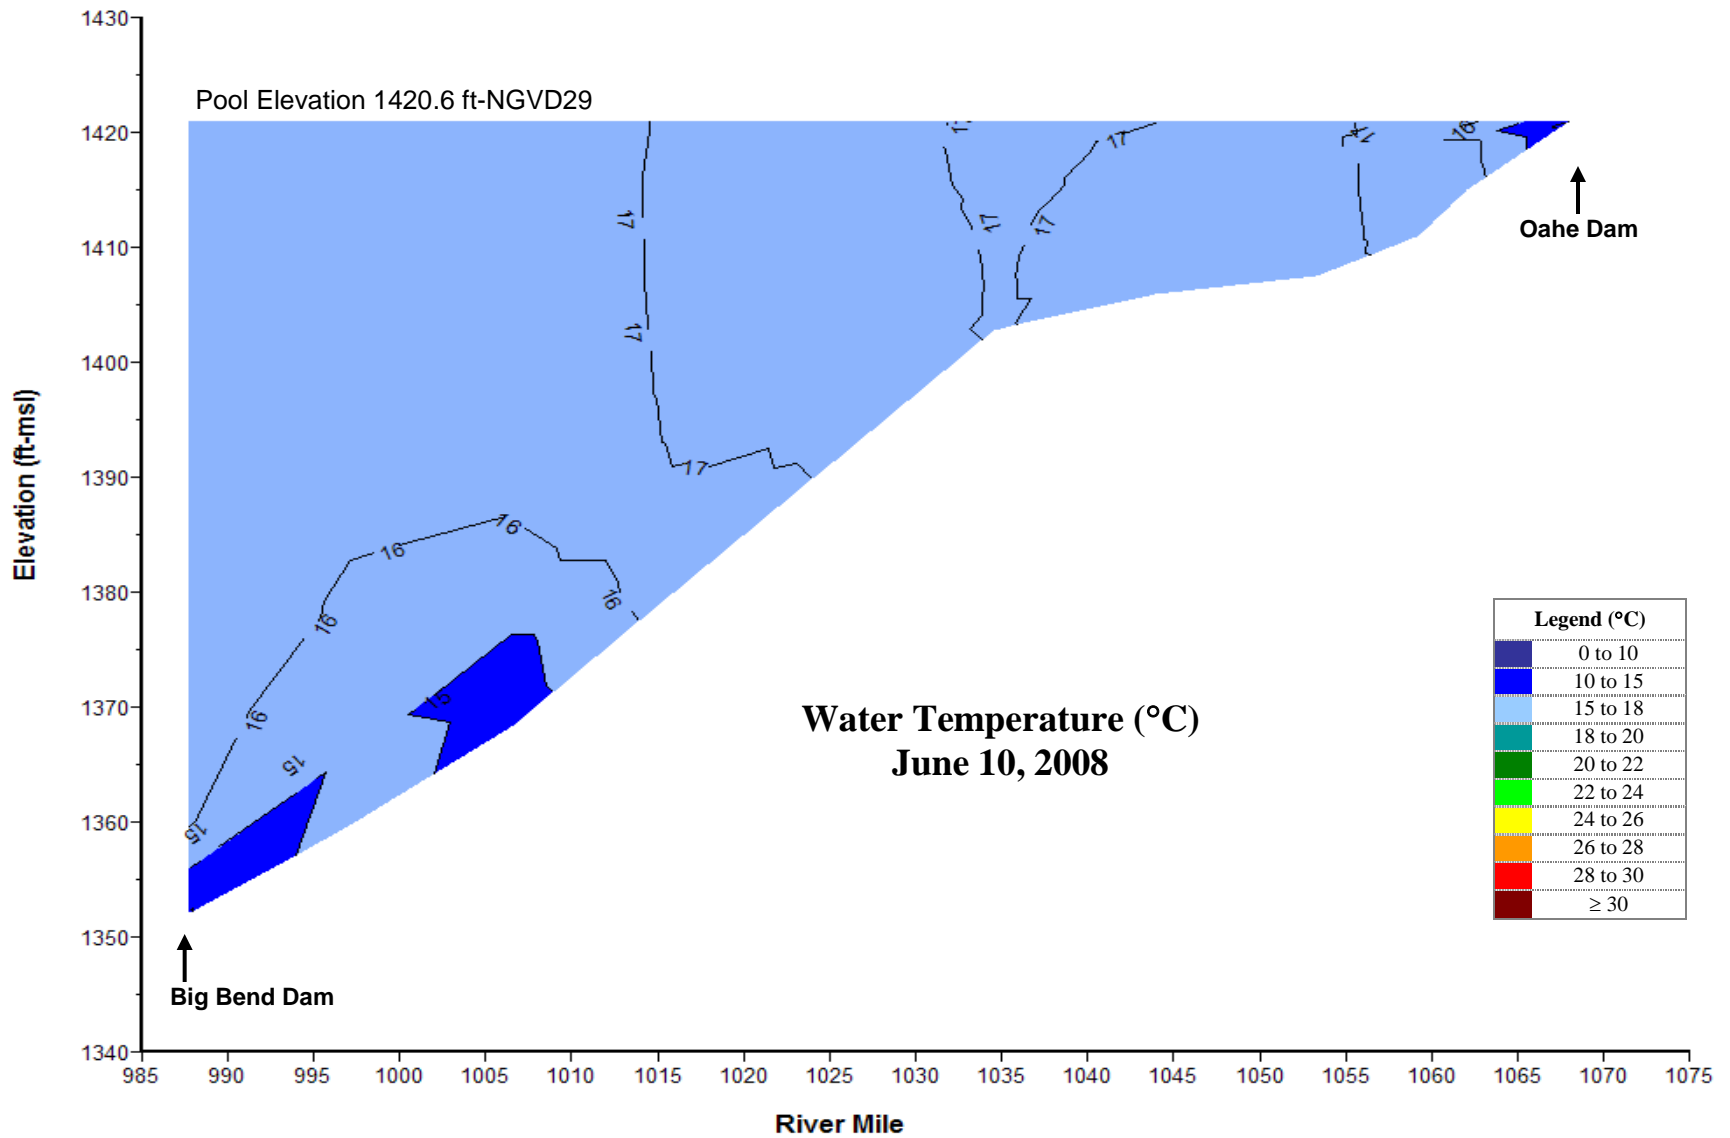 1430
Pool Elevation 1420.6 ft-NGVD29
1420
17
17
17
16
Oahe Dam
17
17
17
1410
17
1400
1390
17
Elevation (ft-msl)
16
16
1380
16
16
1370
15
16
15
1360
15
Water Temperature (°C)
June 10, 2008
Legend (°C)
0 to 10
10 to 15
15 to 18
18 to 20
20 to 22
22 to 24
24 to 26
26 to 28
28 to 30
≥ 30
1350
Big Bend Dam
1340
985 990 995 1000 1005 1010 1015 1020 1025 1030 1035 1040 1045 1050 1055 1060 1065 1070 1075
River Mile